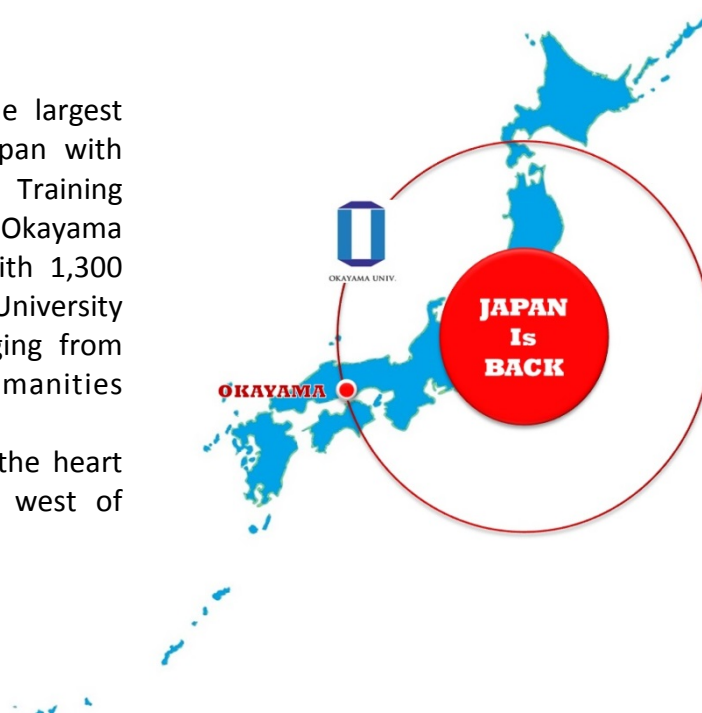 e largest
pan with
Training
Okayama
ith 1,300
University
ging from
manities
the heart
west of
OKAYAMA UNIV.
JAPAN
Is
BACK
OKAYAMA